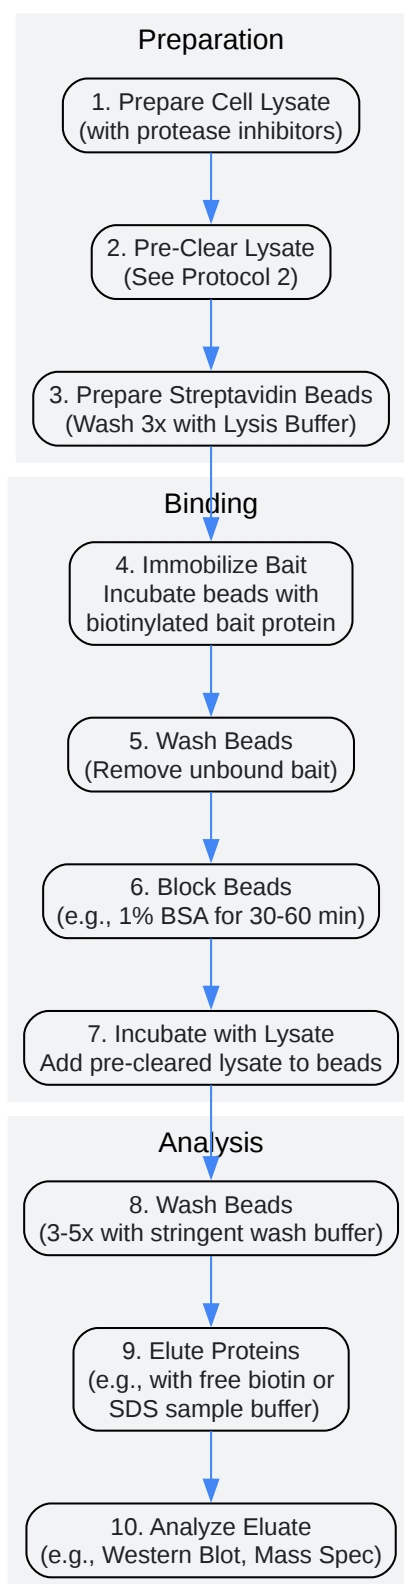 Preparation
1. Prepare Cell Lysate
(with protease inhibitors)
2. Pre-Clear Lysate
(See Protocol 2)
3. Prepare Streptavidin Beads
(Wash 3x with Lysis Buffer)
Binding
4. Immobilize Bait
Incubate beads with
biotinylated bait protein
5. Wash Beads
(Remove unbound bait)
6. Block Beads
(e.g., 1% BSA for 30-60 min)
7. Incubate with Lysate
Add pre-cleared lysate to beads
Analysis
8. Wash Beads
(3-5x with stringent wash buffer)
9. Elute Proteins
(e.g., with free biotin or
SDS sample buffer)
10. Analyze Eluate
(e.g., Western Blot, Mass Spec)